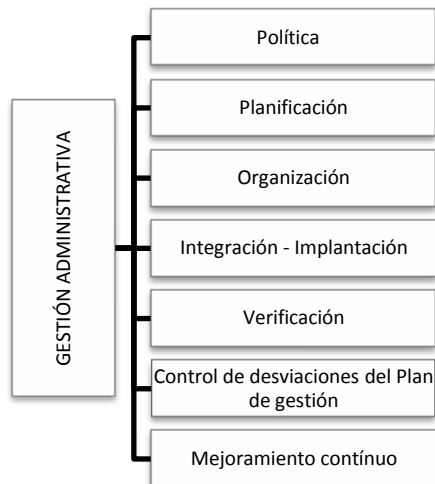 GESTIÓN ADMINISTRATIVA
Política
Planificación
Organización
Integración - Implantación
Verificación
Control de desviaciones del Plan
de gestión
Mejoramiento contínuo